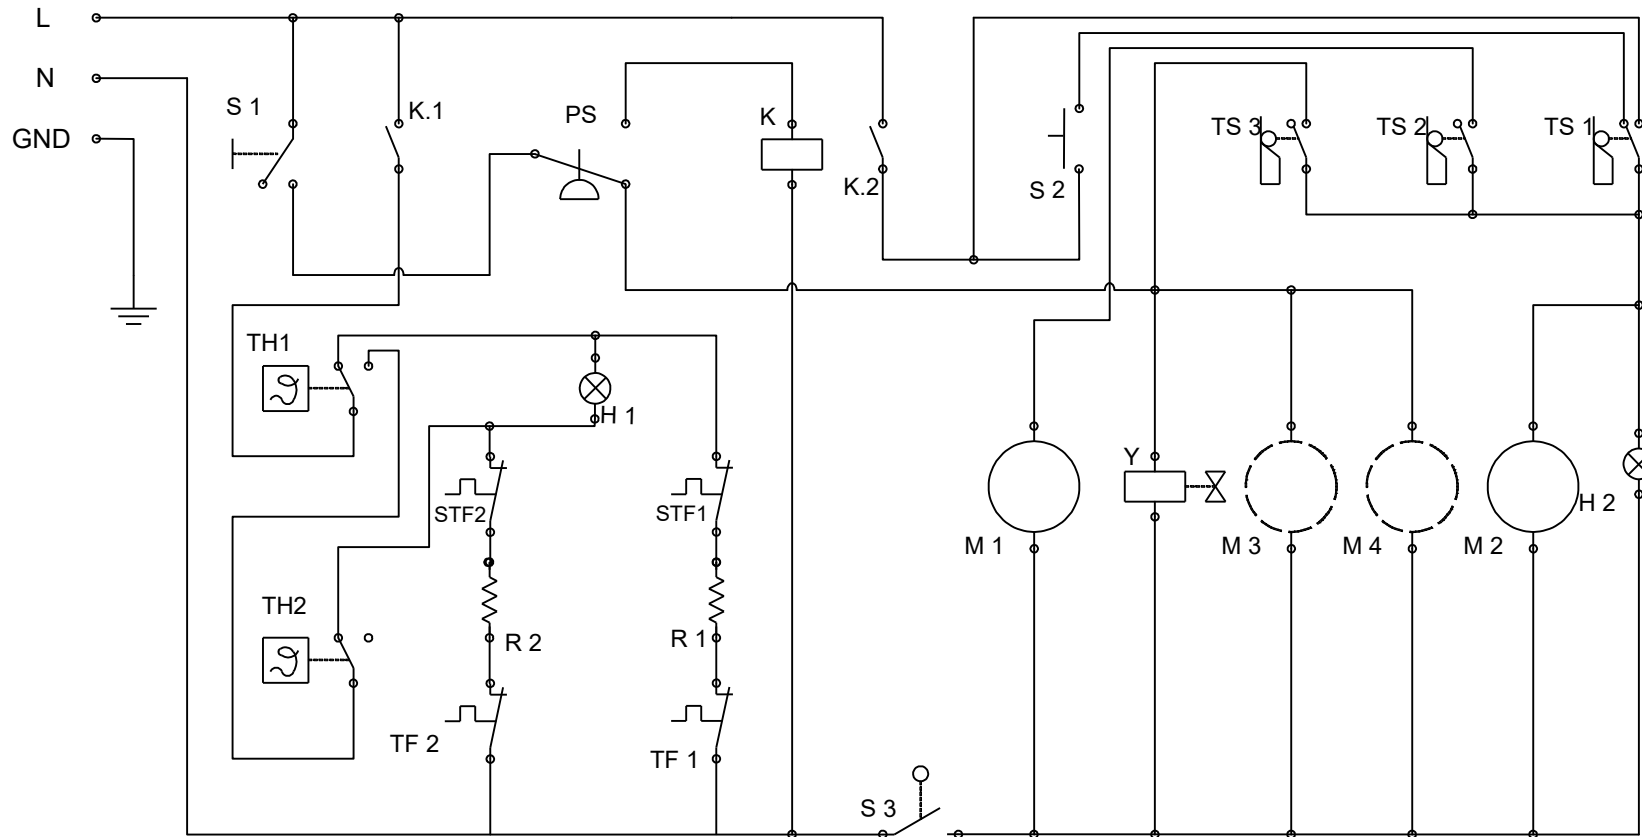 L
N
GND
S 1
K.1
PS
K
K.2
S 2
TS 3
TS 2
TS 1
TH1
H 1
STF2
STF1
Y
H 2
M 1
M 3
M 4
M 2
TH2
R 2
R 1
TF 2
TF 1
S 3